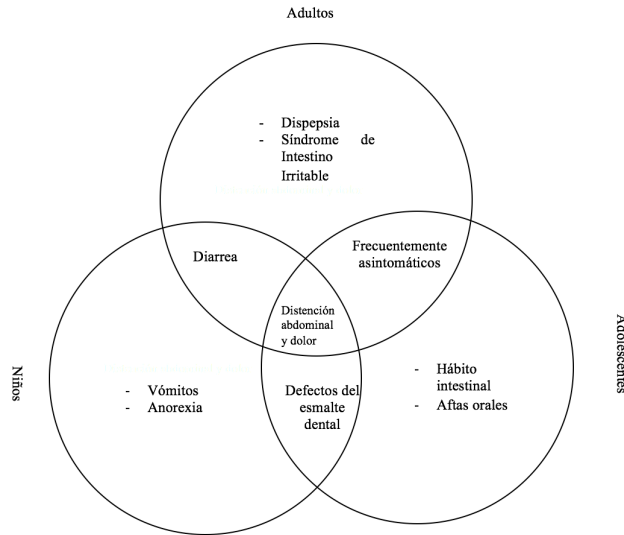 Adultos
- Dispepsia
- Síndrome de
Intestino
Irritable
Diarrea
Frecuentemente
asintomáticos
Distención
abdominal
y dolor
Niños
- Vómitos
- Anorexia
Defectos del
esmalte
dental
- Hábito
intestinal
- Aftas orales
Adolescentes